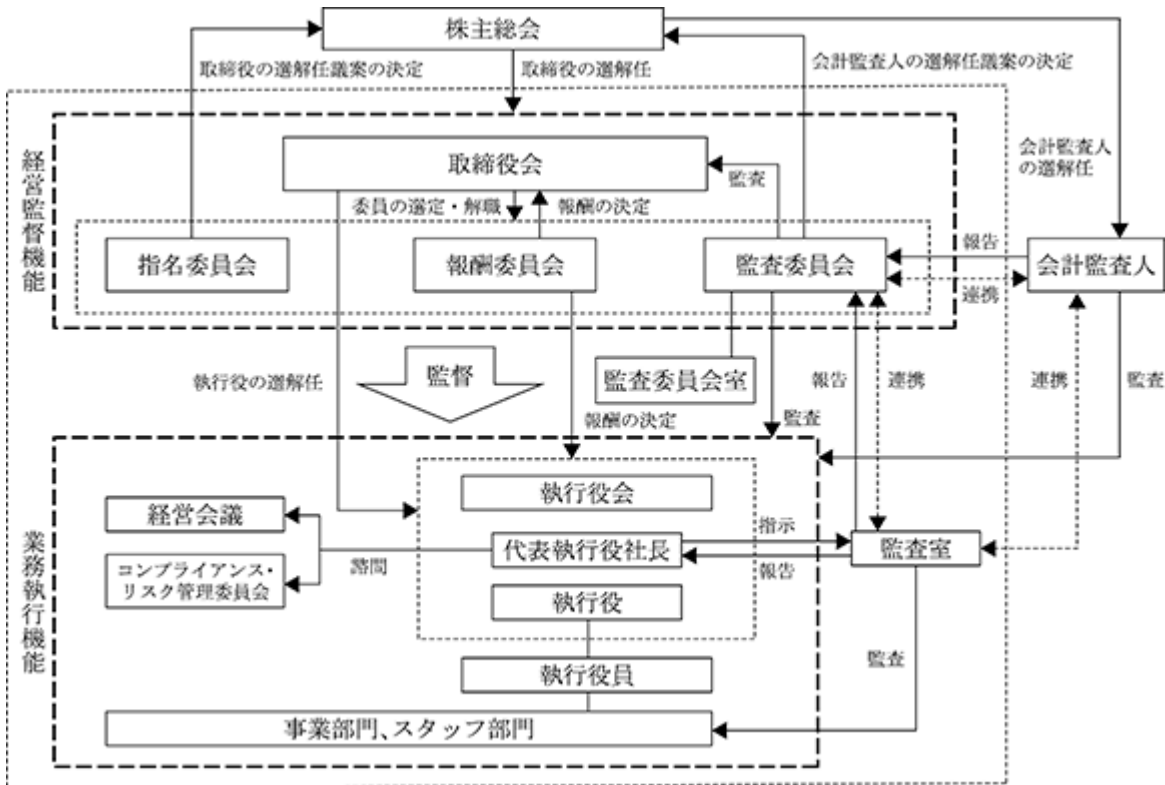 株主総会
取締役の選解任議案の決定
取締役の選解任
会計監査人の選解任議案の決定
会計監査人
の選解任
経営監督機能
取締役会
監査
委員の選定・解職
報酬の決定
指名委員会
報酬委員会
監査委員会
報告
連携
会計監査人
執行役の選解任
監督
監査委員会室
報酬の決定
監査
報告
連携
連携
監査
業務執行機能
執行役会
経営会議
代表執行役社長
指示
報告
監査室
コンプライアンス・
リスク管理委員会
諮問
執行役
執行役員
監査
事業部門、スタッフ部門